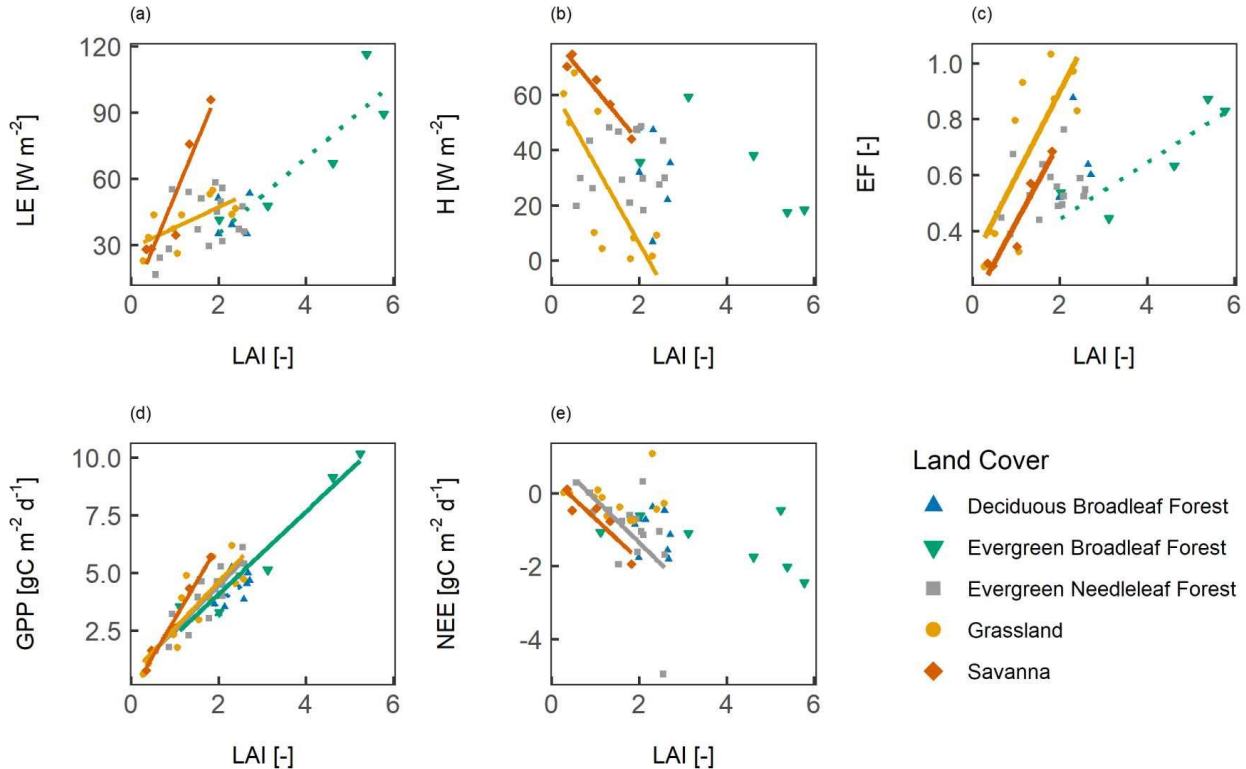 (a)
120
90
60
30
0 2 4 6
LE [W m⁻²]
LAI [-]
(b)
60
40
20
0
0 2 4 6
H [W m⁻²]
LAI [-]
(c)
1.0
0.8
0.6
0.4
0 2 4 6
EF [-]
LAI [-]
(d)
10.0
7.5
5.0
2.5
0 2 4 6
GPP [gC m⁻² d⁻¹]
LAI [-]
(e)
0
-2
-4
0 2 4 6
NEE [gC m⁻² d⁻¹]
LAI [-]
Land Cover
Deciduous Broadleaf Forest
Evergreen Broadleaf Forest
Evergreen Needleleaf Forest
Grassland
Savanna